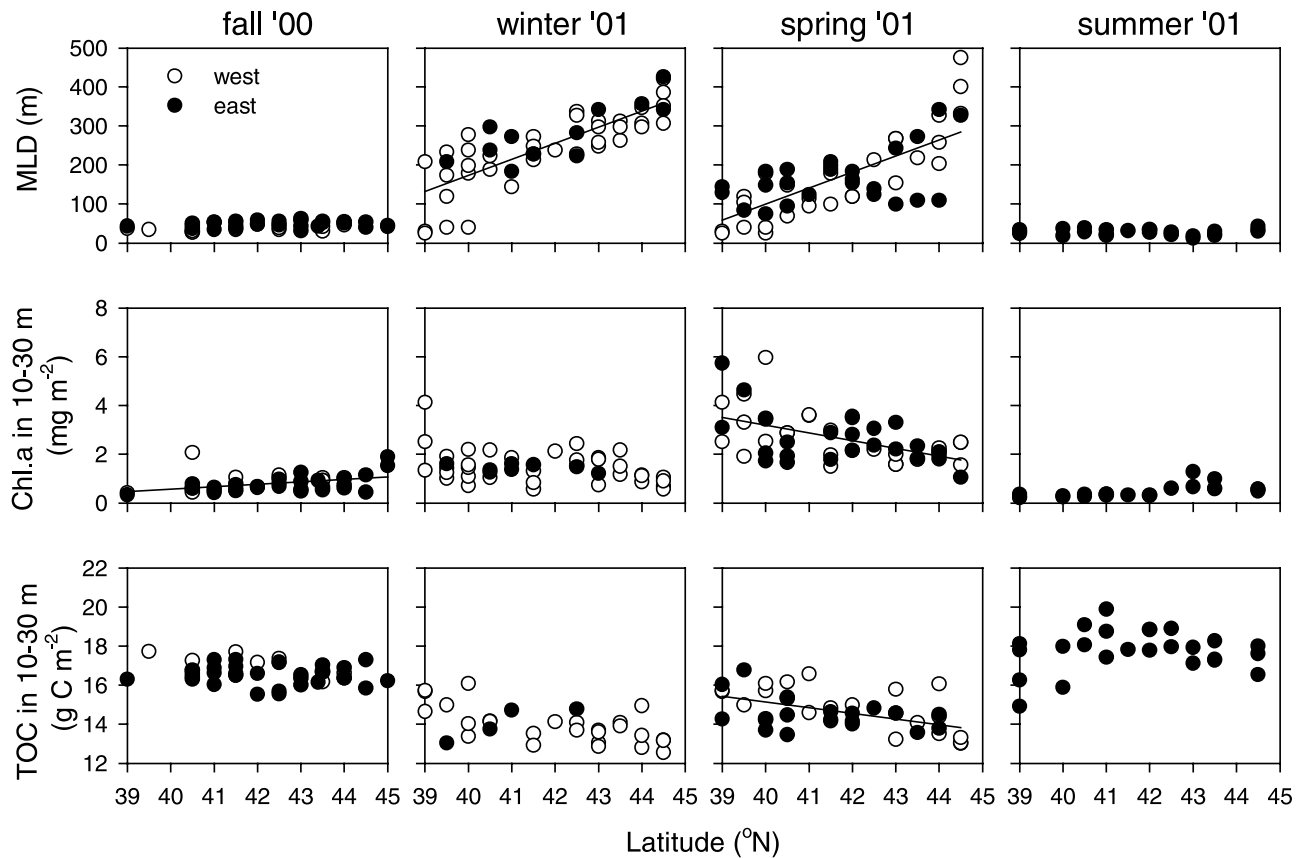 fall '00
winter '01
spring '01
summer '01
MLD (m)
500
400
300
200
100
0
west
east
Chl.a in 10-30 m
(mg m-2)
8
6
4
2
0
TOC in 10-30 m
(g C m-2)
22
20
18
16
14
12
39 40 41 42 43 44 45
39 40 41 42 43 44 45
39 40 41 42 43 44 45
39 40 41 42 43 44 45
Latitude (oN)